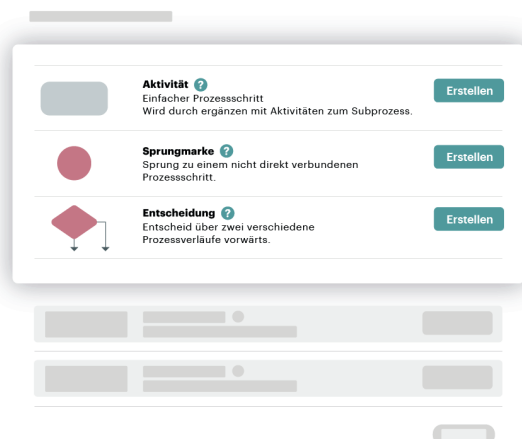 Aktivität ?
Einfacher Prozessschritt
Wird durch ergänzen mit Aktivitäten zum Subprozess.
Erstellen
Sprungmarke ?
Sprung zu einem nicht direkt verbundenen
Prozessschritt.
Erstellen
Entscheidung ?
Entscheid über zwei verschiedene
Prozessverläufe vorwärts.
Erstellen